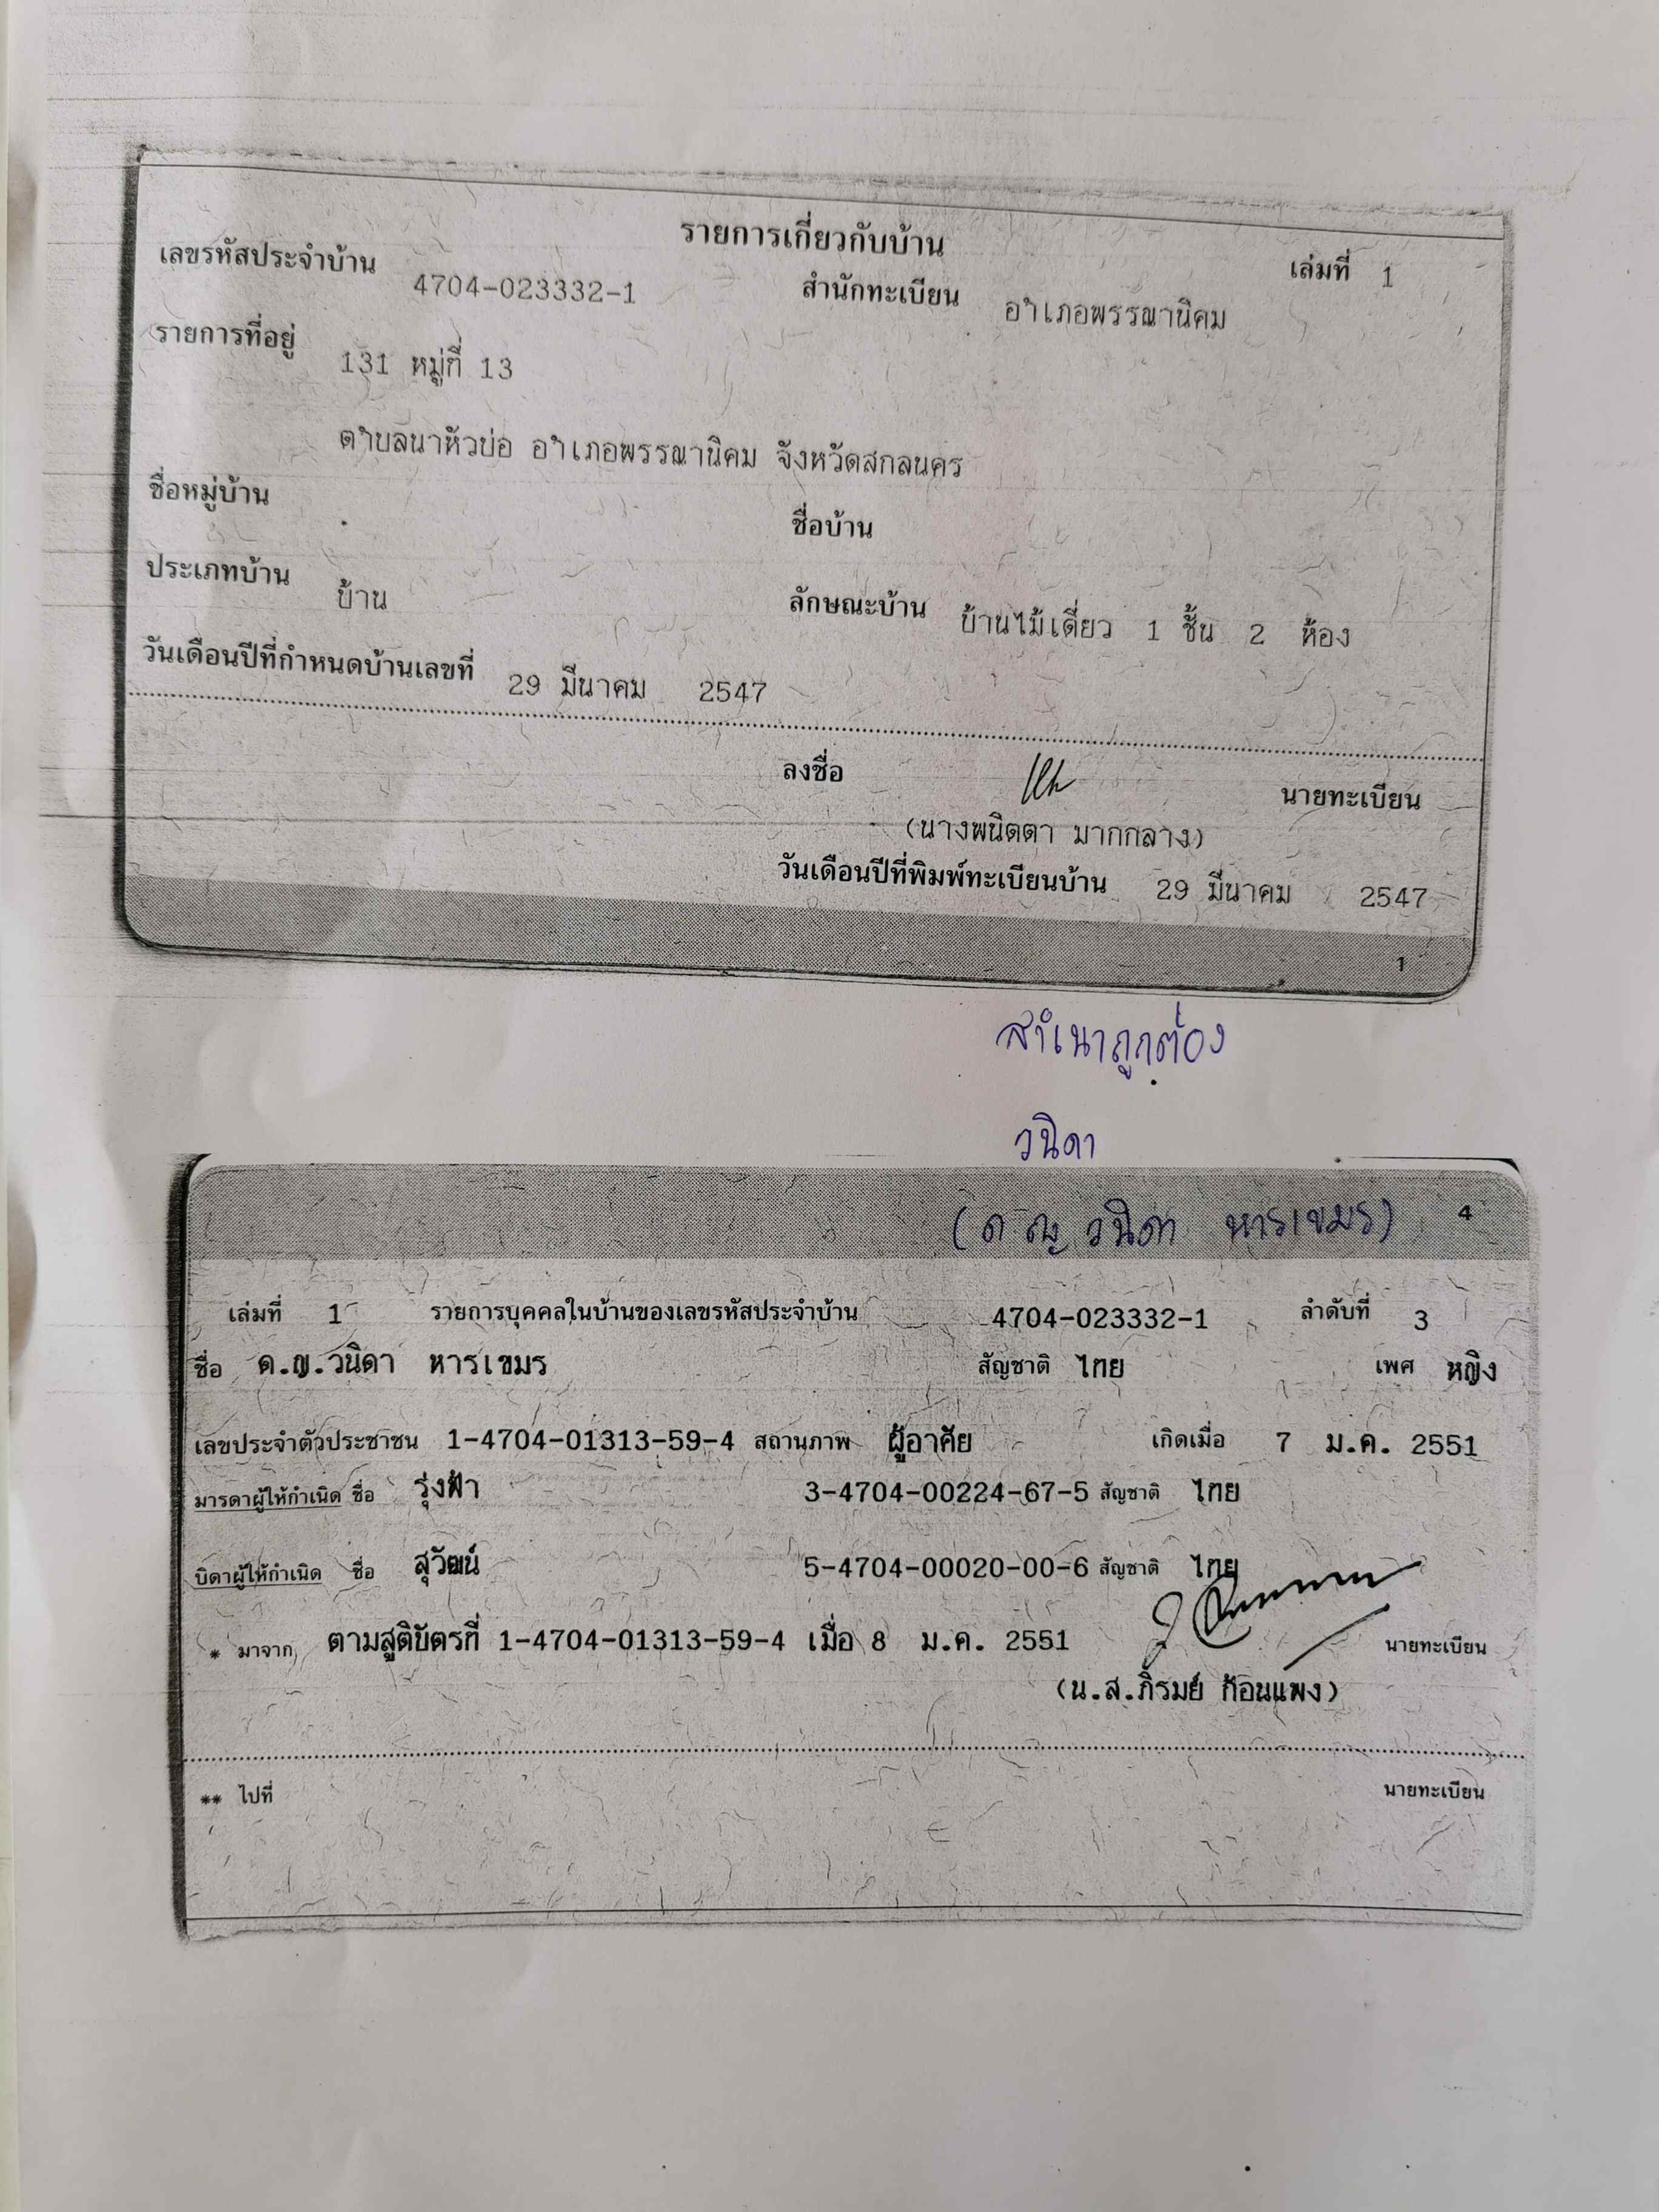 รายการเกี่ยวกับบ้าน
เล่มที่ 1
เลขรหัสประจำบ้าน 4704-023332-1 สำนักทะเบียน อำเภอพรรณานิคม
รายการที่อยู่ 131 หมู่ที่ 13
ตำบลนาหัวบ่อ อำเภอพรรณานิคม จังหวัดสกลนคร
ชื่อหมู่บ้าน ชื่อบ้าน
ประเภทบ้าน บ้าน ลักษณะบ้าน บ้านไม้เดี่ยว 1 ชั้น 2 ห้อง
วันเดือนปีที่กำหนดบ้านเลขที่ 29 มีนาคม 2547
ลงชื่อ นายทะเบียน
(นางพนิตตา มากกลาง)
วันเดือนปีที่พิมพ์ทะเบียนบ้าน 29 มีนาคม 2547
1
สำเนาถูกต้อง
วนิดา
(ด ญ วนิดา หารเขมร) 4
เล่มที่ 1 รายการบุคคลในบ้านของเลขรหัสประจำบ้าน 4704-023332-1 ลำดับที่ 3
ชื่อ ด.ญ.วนิดา หารเขมร สัญชาติ ไทย เพศ หญิง
เลขประจำตัวประชาชน 1-4704-01313-59-4 สถานภาพ ผู้อาศัย เกิดเมื่อ 7 ม.ค. 2551
มารดาผู้ให้กำเนิด ชื่อ รุ่งฟ้า 3-4704-00224-67-5 สัญชาติ ไทย
บิดาผู้ให้กำเนิด ชื่อ สุวัฒน์ 5-4704-00020-00-6 สัญชาติ ไทย
* มาจาก ตามสูติบัตรที่ 1-4704-01313-59-4 เมื่อ 8 ม.ค. 2551 นายทะเบียน
(น.ส.ภิรมย์ ก้อนแพง)
** ไปที่ นายทะเบียน